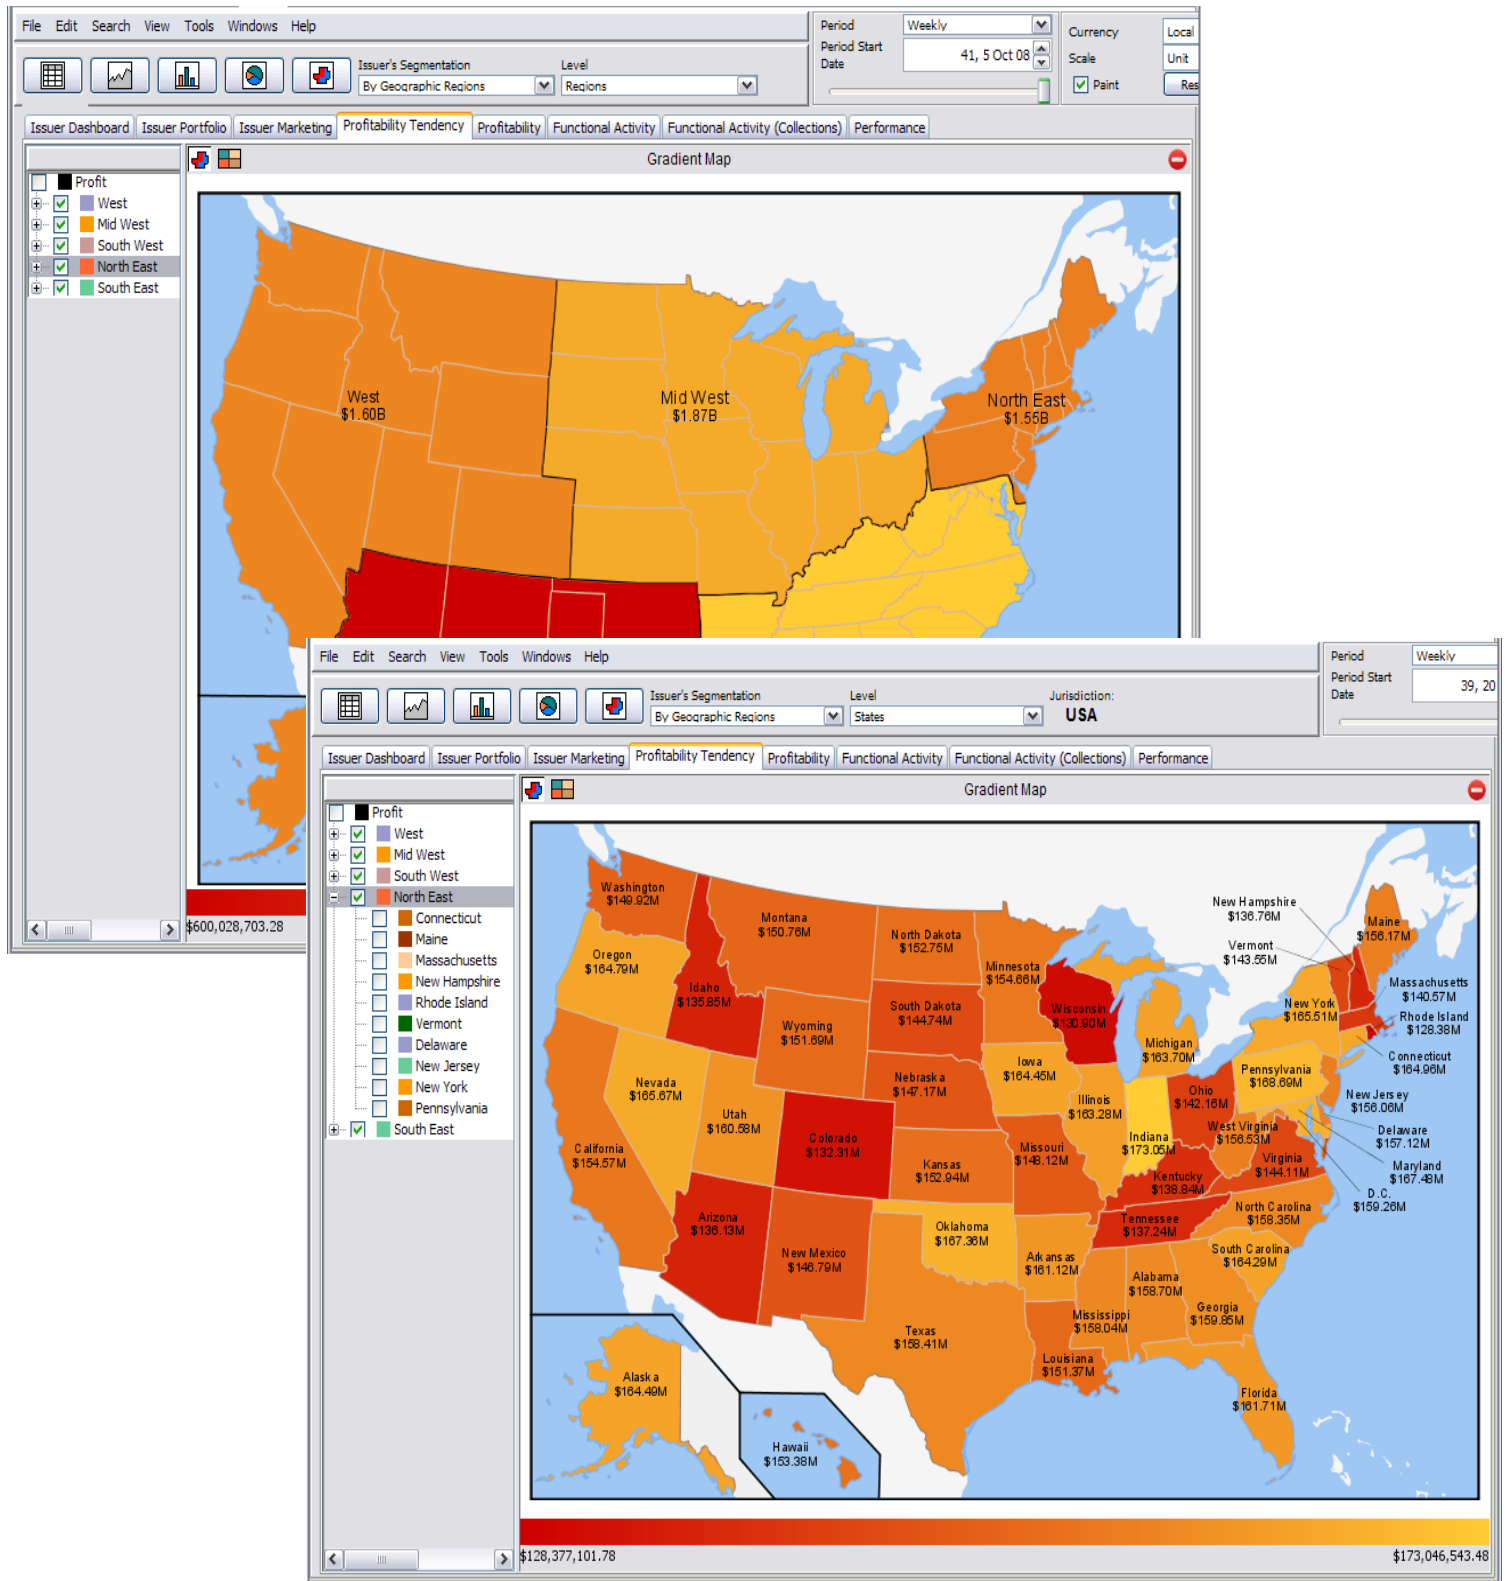 File Edit Search View Tools Windows Help
Period Weekly
Period Start Date 41, 5 Oct 08
Currency Local
Scale Unit
Paint Res
Issuer's Segmentation
By Geographic Regions
Level
Regions
Issuer Dashboard Issuer Portfolio Issuer Marketing Profitability Tendency Profitability Functional Activity Functional Activity (Collections) Performance
Gradient Map
Profit
West
Mid West
South West
North East
South East
West
$1.60B
Mid West
$1.87B
North East
$1.55B
$600,028,703.28
File Edit Search View Tools Windows Help
Period Weekly
Period Start Date 39, 20
Issuer's Segmentation
By Geographic Regions
Level
States
Jurisdiction:
USA
Issuer Dashboard Issuer Portfolio Issuer Marketing Profitability Tendency Profitability Functional Activity Functional Activity (Collections) Performance
Gradient Map
Profit
West
Mid West
South West
North East
Connecticut
Maine
Massachusetts
New Hampshire
Rhode Island
Vermont
Delaware
New Jersey
New York
Pennsylvania
South East
Washington
$149.92M
Montana
$150.76M
North Dakota
$152.75M
Minnesota
$154.66M
New Hampshire
$136.76M
Vermont
$143.55M
Maine
$156.17M
Oregon
$164.79M
Idaho
$135.85M
South Dakota
$144.74M
Wisconsin
$130.90M
Massachusetts
$140.57M
New York
$165.51M
Rhode Island
$128.38M
Wyoming
$151.69M
Michigan
$163.70M
Connecticut
$164.96M
Iowa
$164.45M
Pennsylvania
$168.69M
Nevada
$165.67M
Nebraska
$147.17M
Illinois
$163.28M
Ohio
$142.16M
New Jersey
$156.06M
Utah
$160.58M
Colorado
$132.31M
Indiana
$173.05M
West Virginia
$156.53M
Delaware
$157.12M
California
$154.57M
Kansas
$152.94M
Missouri
$148.12M
Kentucky
$138.84M
Virginia
$144.11M
Maryland
$167.48M
D.C.
$159.26M
Arizona
$136.13M
New Mexico
$146.79M
Oklahoma
$167.36M
Arkansas
$161.12M
Tennessee
$137.24M
North Carolina
$158.35M
South Carolina
$164.29M
Alabama
$158.70M
Georgia
$159.85M
Mississippi
$158.04M
Texas
$158.41M
Louisiana
$151.37M
Alaska
$164.49M
Florida
$161.71M
Hawaii
$153.38M
$128,377,101.78
$173,046,543.48